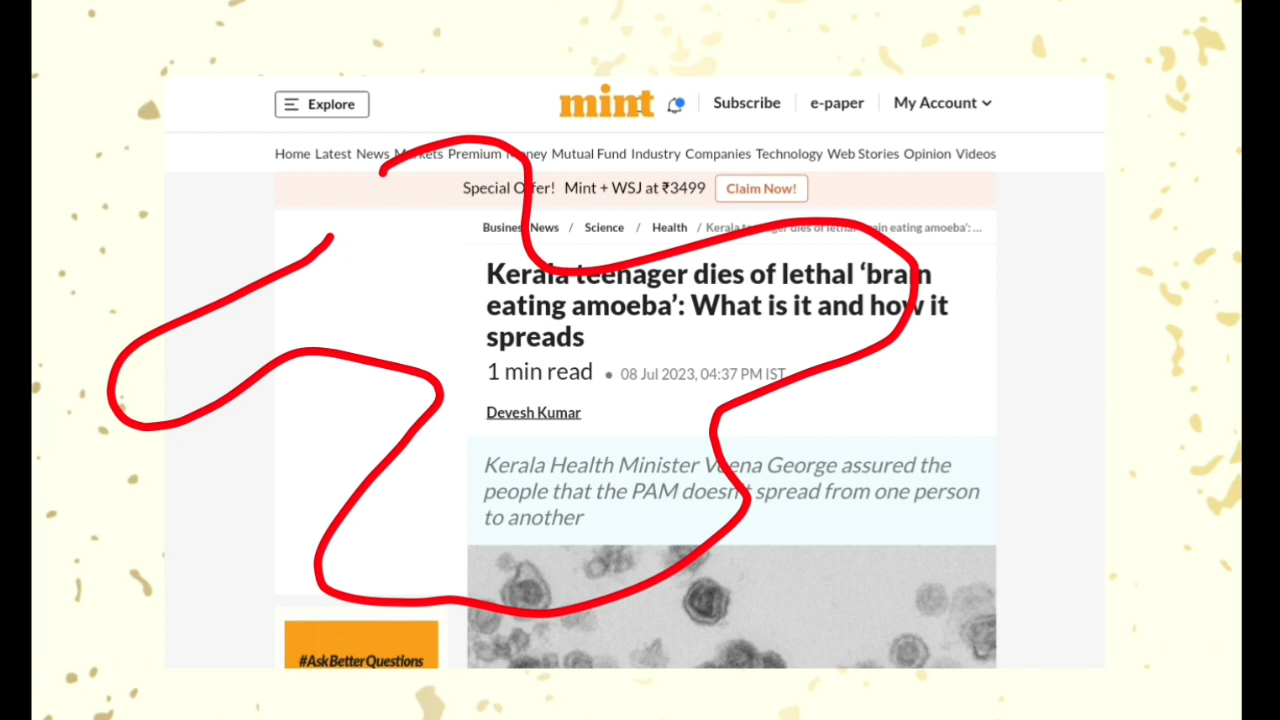 Explore
mint
Subscribe
e-paper
My Account
Home Latest News Markets Premium Money Mutual Fund Industry Companies Technology Web Stories Opinion Videos
Special Offer! Mint + WSJ at ₹3499 Claim Now!
Business News / Science / Health / Kerala teenager dies of lethal ‘brain eating amoeba’: ...
Kerala teenager dies of lethal ‘brain
eating amoeba’: What is it and how it
spreads
1 min read • 08 Jul 2023, 04:37 PM IST
Devesh Kumar
Kerala Health Minister Veena George assured the
people that the PAM doesn't spread from one person
to another
#AskBetterQuestions